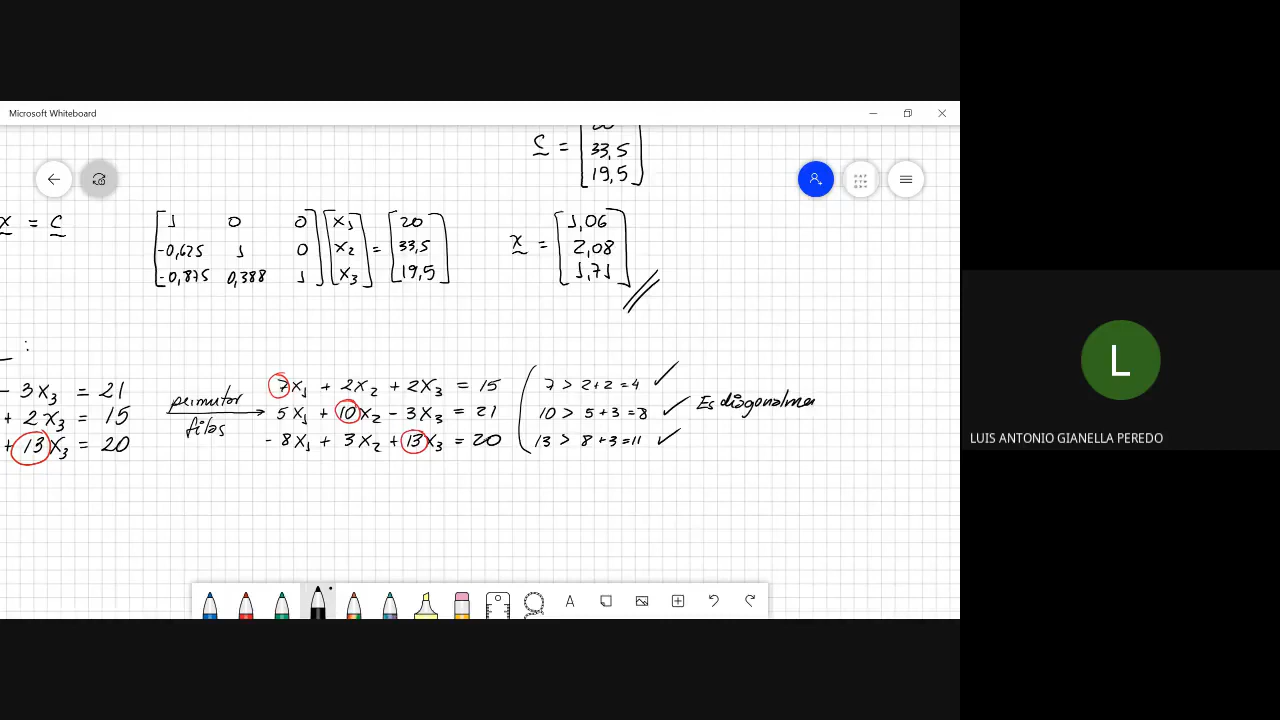 Microsoft Whiteboard
C = [20
33,5
19,5]
x = C
[1 0 0
-0,625 1 0
-0,875 0,388 1] [x1
x2
x3] = [20
33,5
19,5]
x = [1,06
2,08
1,71]
:
- 3x3 = 21
+ 2x3 = 15
+ 13x3 = 20
permutar
filas
7x1 + 2x2 + 2x3 = 15
5x1 + 10x2 - 3x3 = 21
- 8x1 + 3x2 + 13x3 = 20
7 > 2+2 = 4 ✓
10 > 5+3 = 8 ✓
13 > 8+3 = 11 ✓
Es diagonalmen
A
L
LUIS ANTONIO GIANELLA PEREDO